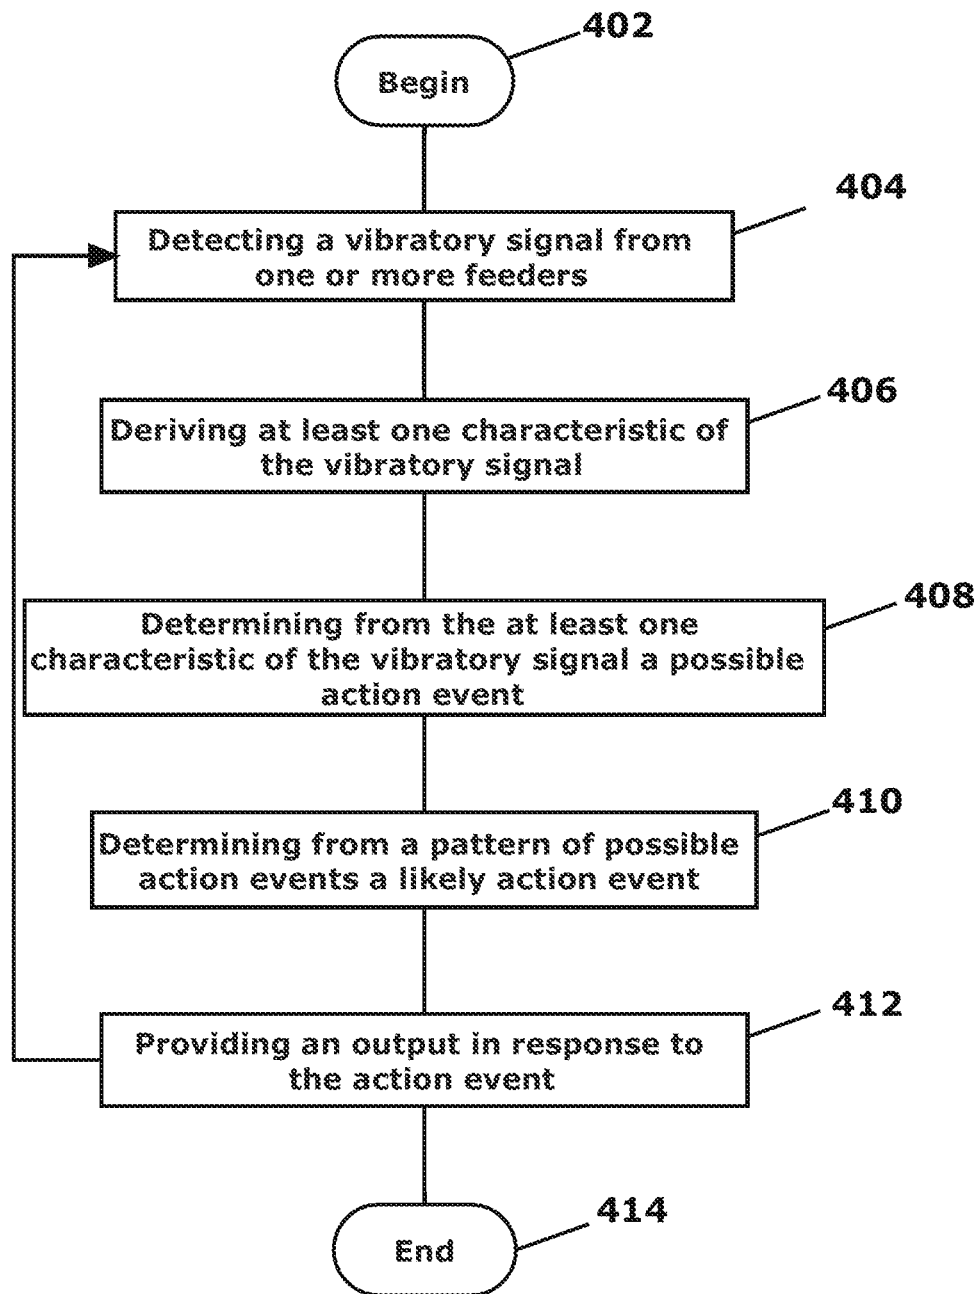 402
Begin
404
Detecting a vibratory signal from
one or more feeders
406
Deriving at least one characteristic of
the vibratory signal
408
Determining from the at least one
characteristic of the vibratory signal a possible
action event
410
Determining from a pattern of possible
action events a likely action event
412
Providing an output in response to
the action event
414
End